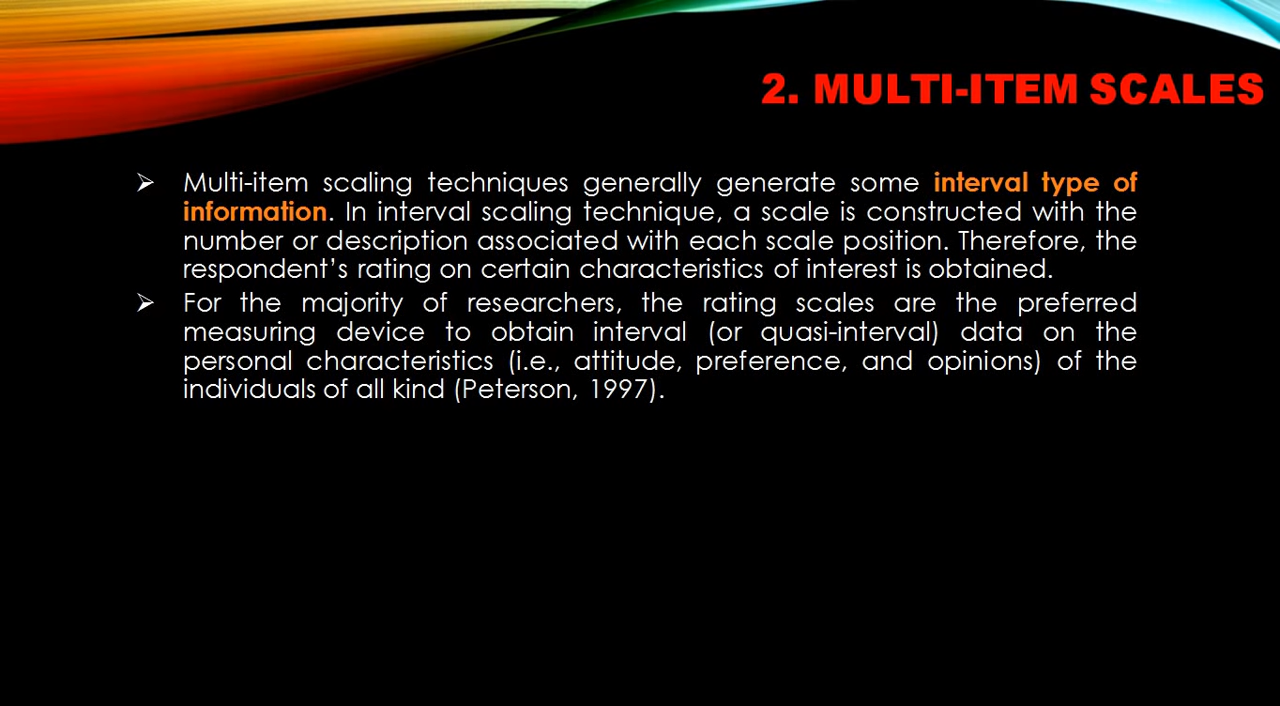 2. MULTI-ITEM SCALES
➢ Multi-item scaling techniques generally generate some interval type of
information. In interval scaling technique, a scale is constructed with the
number or description associated with each scale position. Therefore, the
respondent’s rating on certain characteristics of interest is obtained.
➢ For the majority of researchers, the rating scales are the preferred
measuring device to obtain interval (or quasi-interval) data on the
personal characteristics (i.e., attitude, preference, and opinions) of the
individuals of all kind (Peterson, 1997).